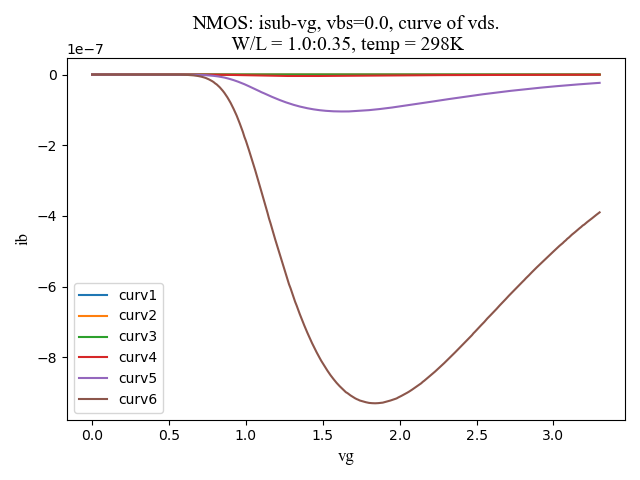 NMOS: isub-vg, vbs=0.0, curve of vds.
W/L = 1.0:0.35, temp = 298K
1e−7
0
−2
−4
−6
−8
ib
curv1
curv2
curv3
curv4
curv5
curv6
0.0 0.5 1.0 1.5 2.0 2.5 3.0
vg